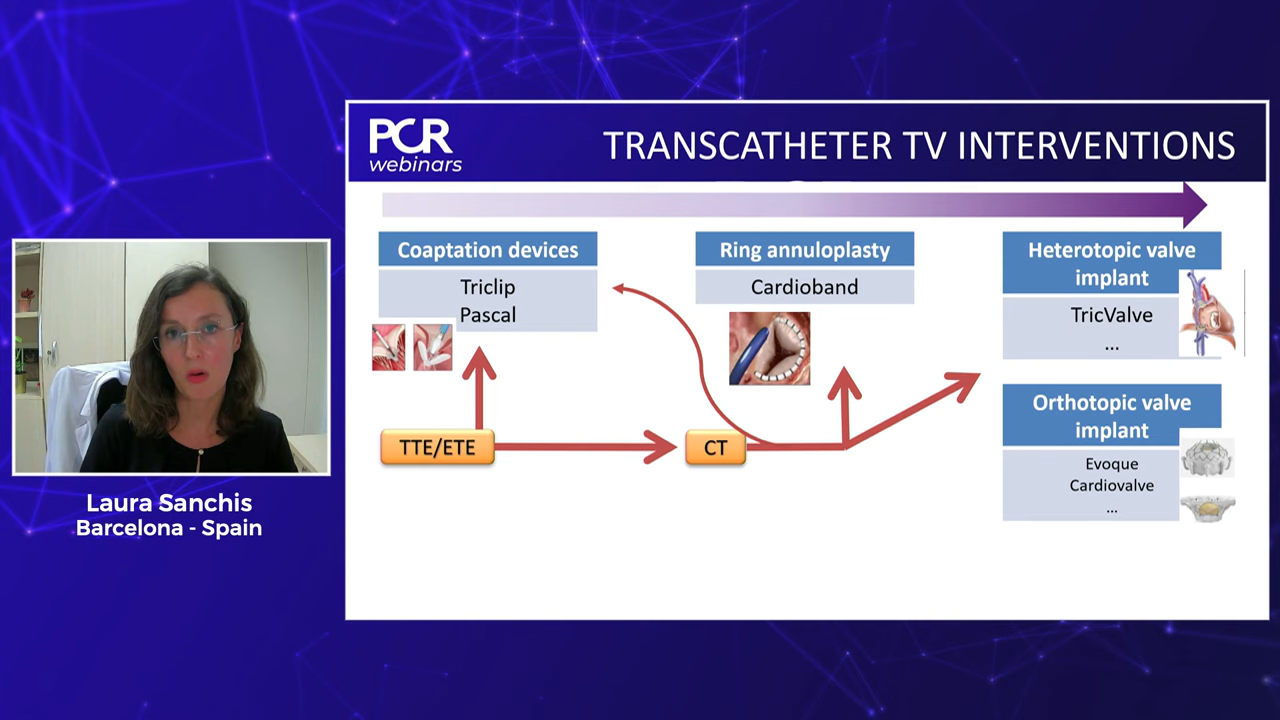 PCR
webinars
TRANSCATHETER TV INTERVENTIONS
Coaptation devices
Triclip
Pascal
Ring annuloplasty
Cardioband
Heterotopic valve
implant
TricValve
...
Orthotopic valve
implant
Evoque
Cardiovalve
...
TTE/ETE
CT
Laura Sanchis
Barcelona - Spain